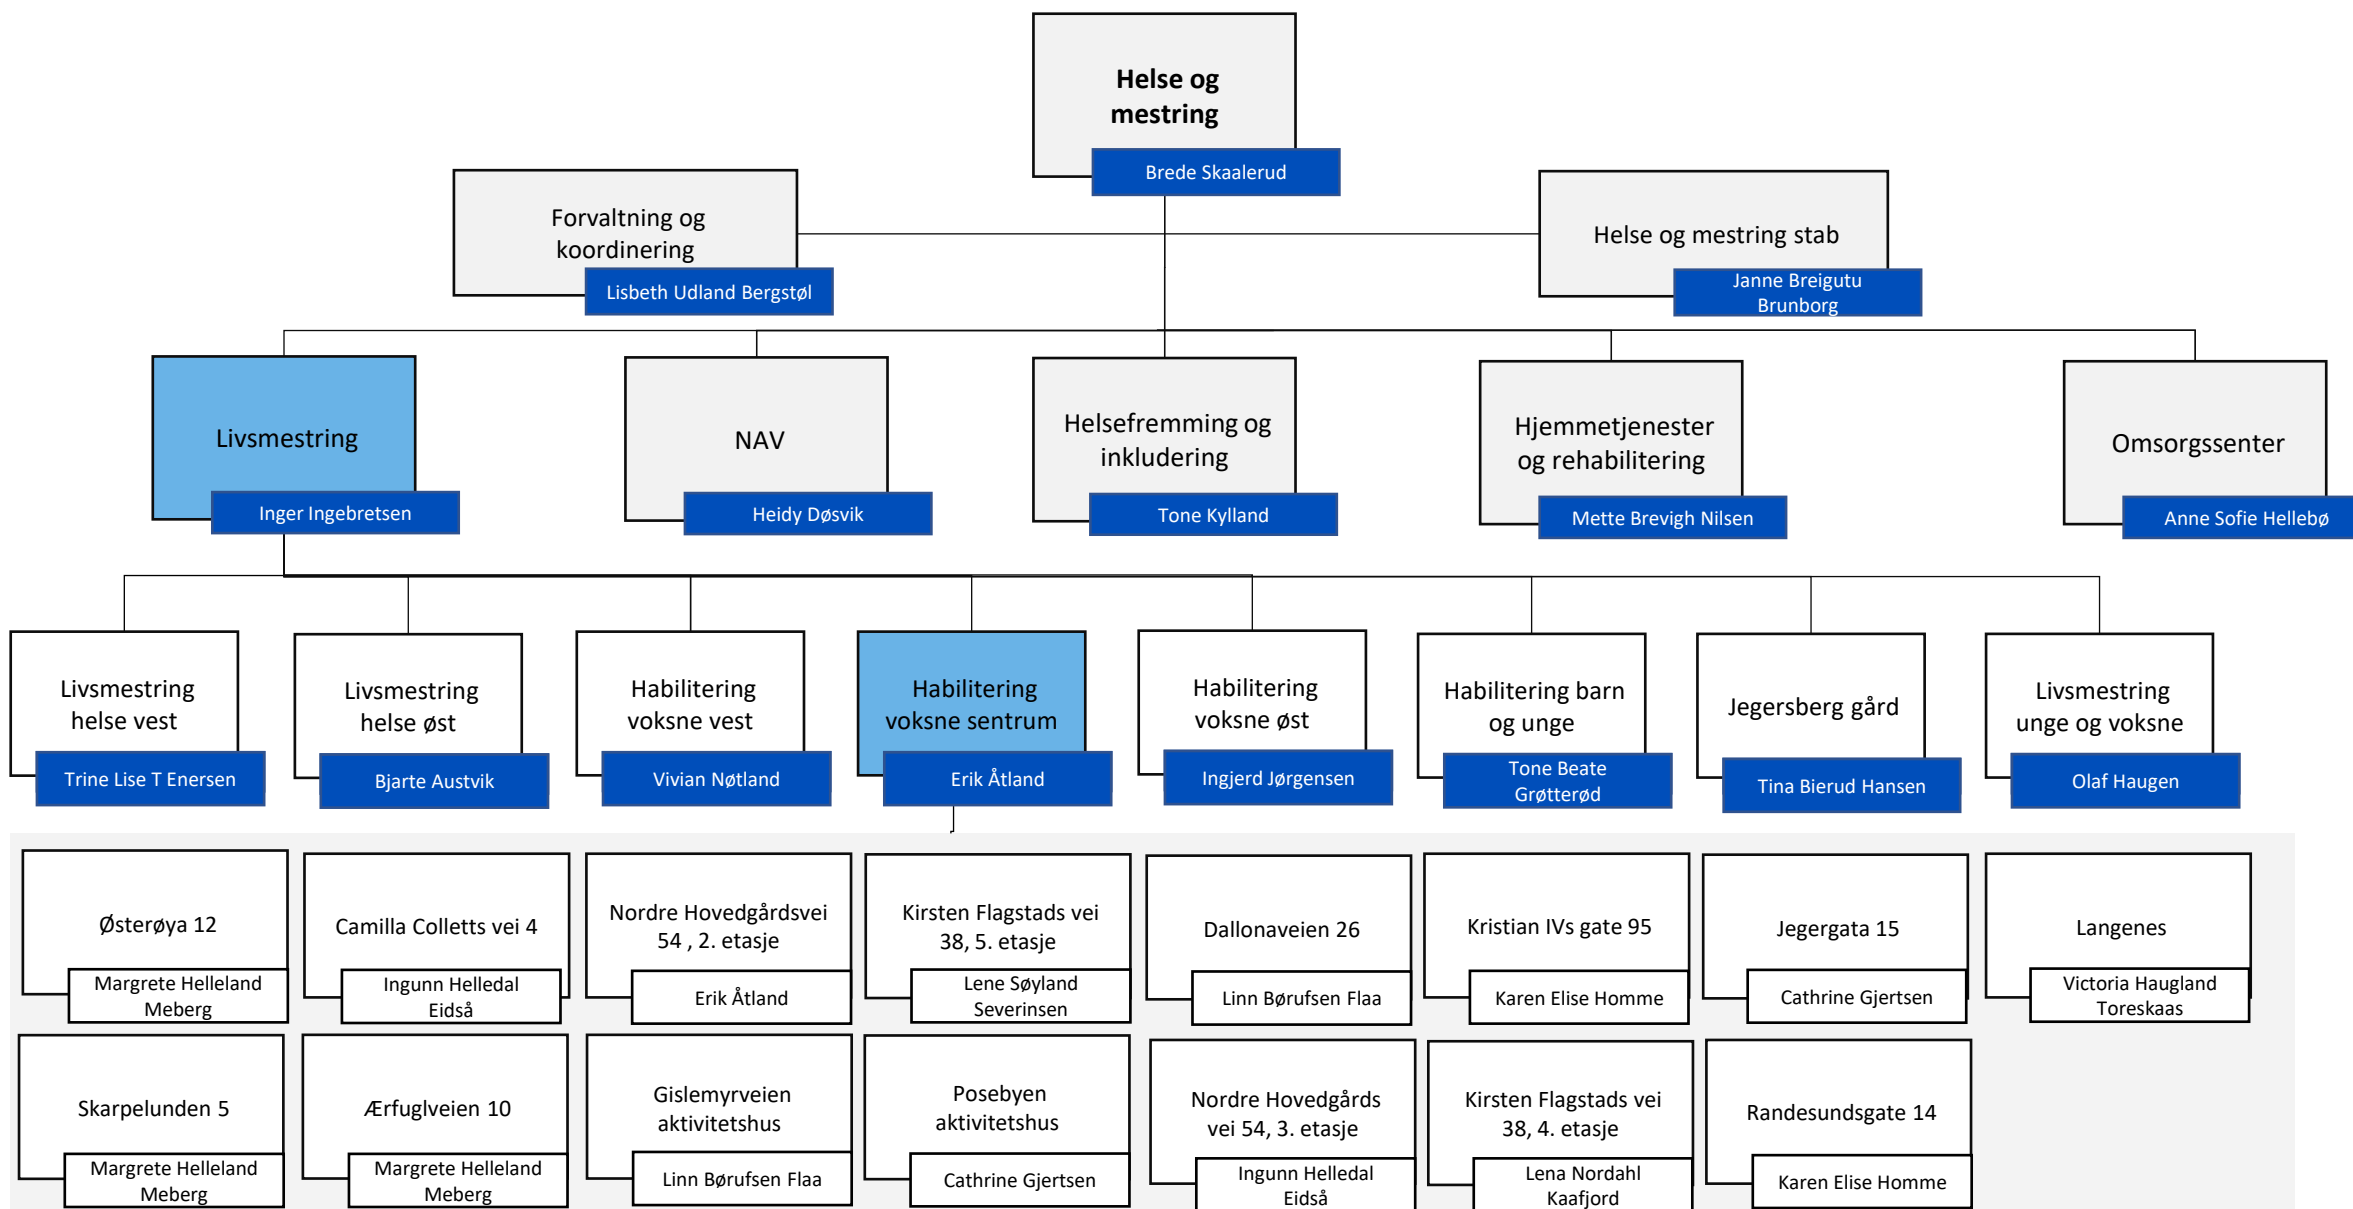 Helse og
mestring
Brede Skaalerud
Forvaltning og
koordinering
Lisbeth Udland Bergstøl
Helse og mestring stab
Janne Breigutu
Brunborg
Livsmestring
Inger Ingebretsen
NAV
Heidy Døsvik
Helsefremming og
inkludering
Tone Kylland
Hjemmetjenester
og rehabilitering
Mette Brevigh Nilsen
Omsorgssenter
Anne Sofie Hellebø
Livsmestring
helse vest
Trine Lise T Enersen
Livsmestring
helse øst
Bjarte Austvik
Habilitering
voksne vest
Vivian Nøtland
Habilitering
voksne sentrum
Erik Åtland
Habilitering
voksne øst
Ingjerd Jørgensen
Habilitering barn
og unge
Tone Beate
Grøtterød
Jegersberg gård
Tina Bierud Hansen
Livsmestring
unge og voksne
Olaf Haugen
Østerøya 12
Margrete Helleland
Meberg
Camilla Colletts vei 4
Ingunn Helledal
Eidså
Nordre Hovedgårdsvei
54 , 2. etasje
Erik Åtland
Kirsten Flagstads vei
38, 5. etasje
Lene Søyland
Severinsen
Dallonaveien 26
Linn Børufsen Flaa
Kristian IVs gate 95
Karen Elise Homme
Jegergata 15
Cathrine Gjertsen
Langenes
Victoria Haugland
Toreskaas
Skarpelunden 5
Margrete Helleland
Meberg
Ærfuglveien 10
Margrete Helleland
Meberg
Gislemyrveien
aktivitetshus
Linn Børufsen Flaa
Posebyen
aktivitetshus
Cathrine Gjertsen
Nordre Hovedgårds
vei 54, 3. etasje
Ingunn Helledal
Eidså
Kirsten Flagstads vei
38, 4. etasje
Lena Nordahl
Kaafjord
Randesundsgate 14
Karen Elise Homme